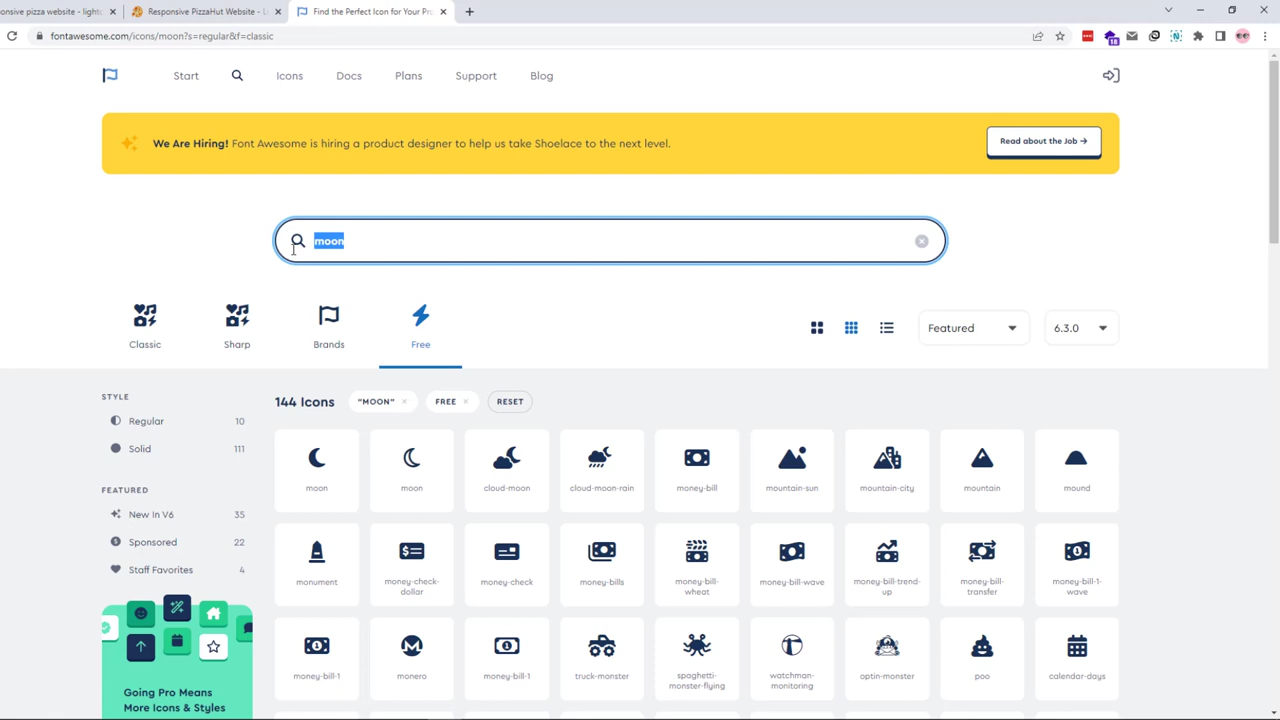 onsive pizza website - lightc
Responsive PizzaHut Website - Li
Find the Perfect Icon for Your Pr
fontawesome.com/icons/moon?s=regular&f=classic
18
Start
Icons
Docs
Plans
Support
Blog
We Are Hiring! Font Awesome is hiring a product designer to help us take Shoelace to the next level.
Read about the Job →
moon
Classic
Sharp
Brands
Free
Featured
6.3.0
STYLE
Regular 10
Solid 111
FEATURED
New In V6 35
Sponsored 22
Staff Favorites 4
Going Pro Means
More Icons & Styles
144 Icons
"MOON" ×
FREE ×
RESET
moon
moon
cloud-moon
cloud-moon-rain
money-bill
mountain-sun
mountain-city
mountain
mound
monument
money-check-
dollar
money-check
money-bills
money-bill-
wheat
money-bill-wave
money-bill-trend-
up
money-bill-
transfer
money-bill-1-
wave
money-bill-1
monero
money-bill-1
truck-monster
spaghetti-
monster-flying
watchman-
monitoring
optin-monster
poo
calendar-days